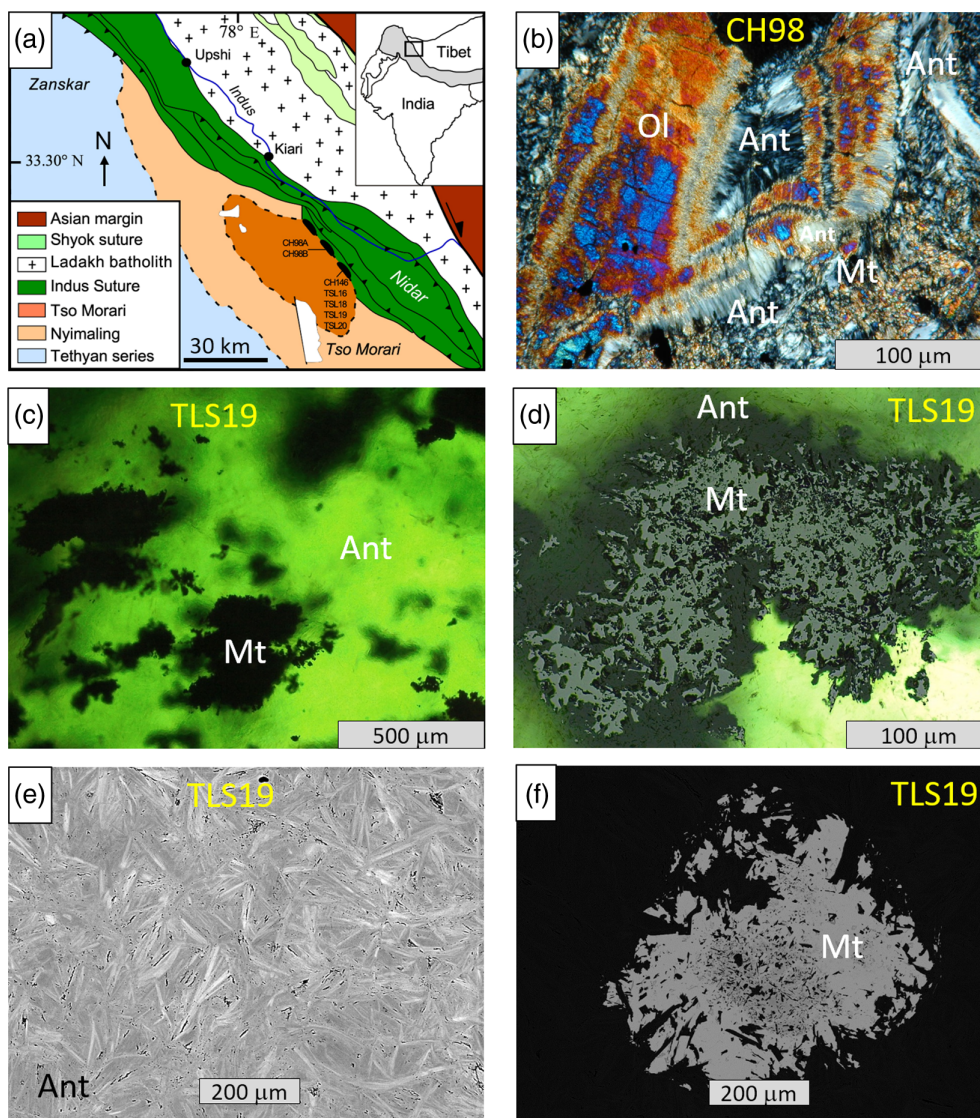 (a)
78° E
Upshi
Zanskar
Indus
Tibet
India
N
33.30° N
Kiari
Asian margin
Shyok suture
Ladakh batholith
Indus Suture
Tso Morari
Nyimaling
Tethyan series
CH98A
CH98B
CH146
TSL16
TSL18
TSL19
TSL20
Nidar
30 km
Tso Morari
(b)
CH98
Ant
Ol
Ant
Ant
Mt
Ant
100 μm
(c)
TLS19
Ant
Mt
500 μm
(d)
Ant
TLS19
Mt
100 μm
(e)
TLS19
Ant
200 μm
(f)
TLS19
Mt
200 μm